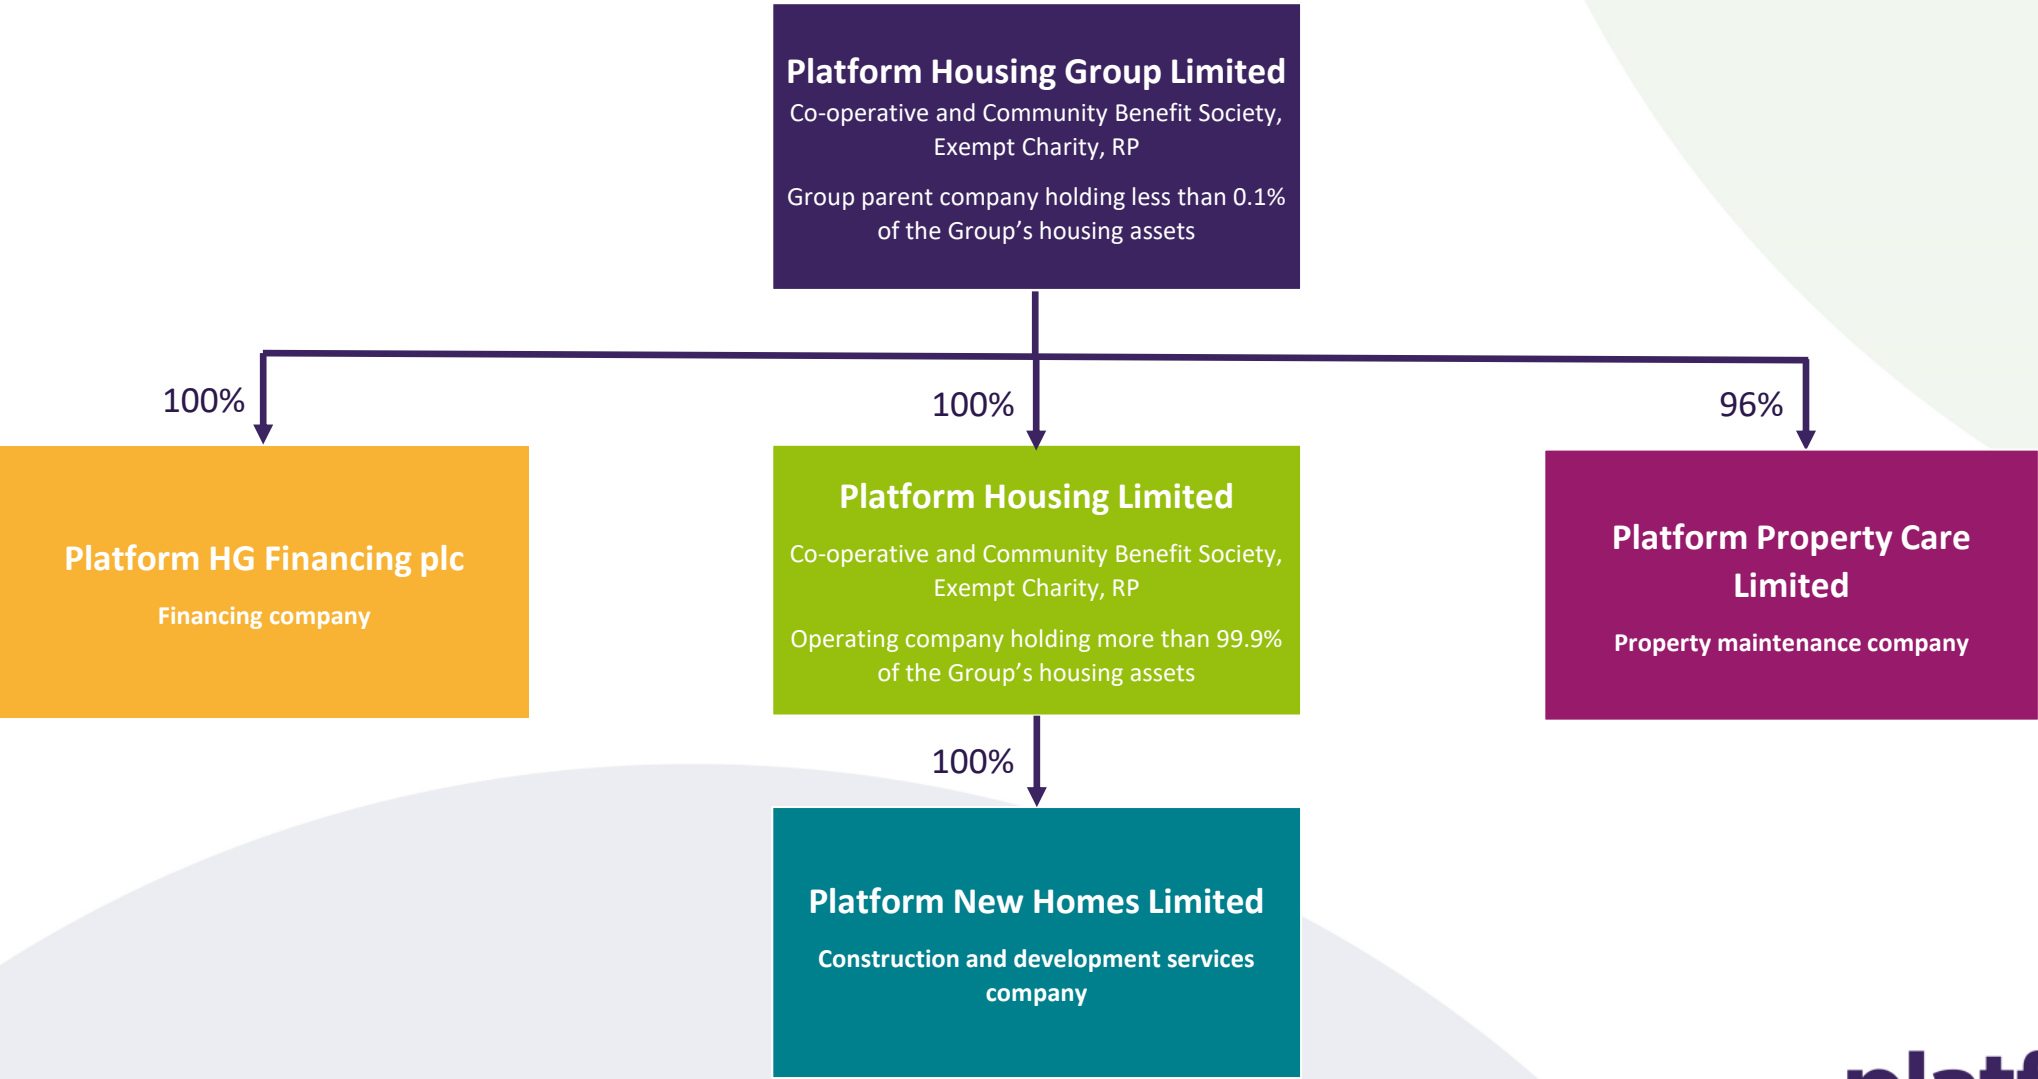 Platform Housing Group Limited
Co-operative and Community Benefit Society,
Exempt Charity, RP
Group parent company holding less than 0.1%
of the Group's housing assets
100%
100%
96%
Platform HG Financing plc
Financing company
Platform Housing Limited
Co-operative and Community Benefit Society,
Exempt Charity, RP
Operating company holding more than 99.9%
of the Group's housing assets
Platform Property Care
Limited
Property maintenance company
100%
Platform New Homes Limited
Construction and development services
company